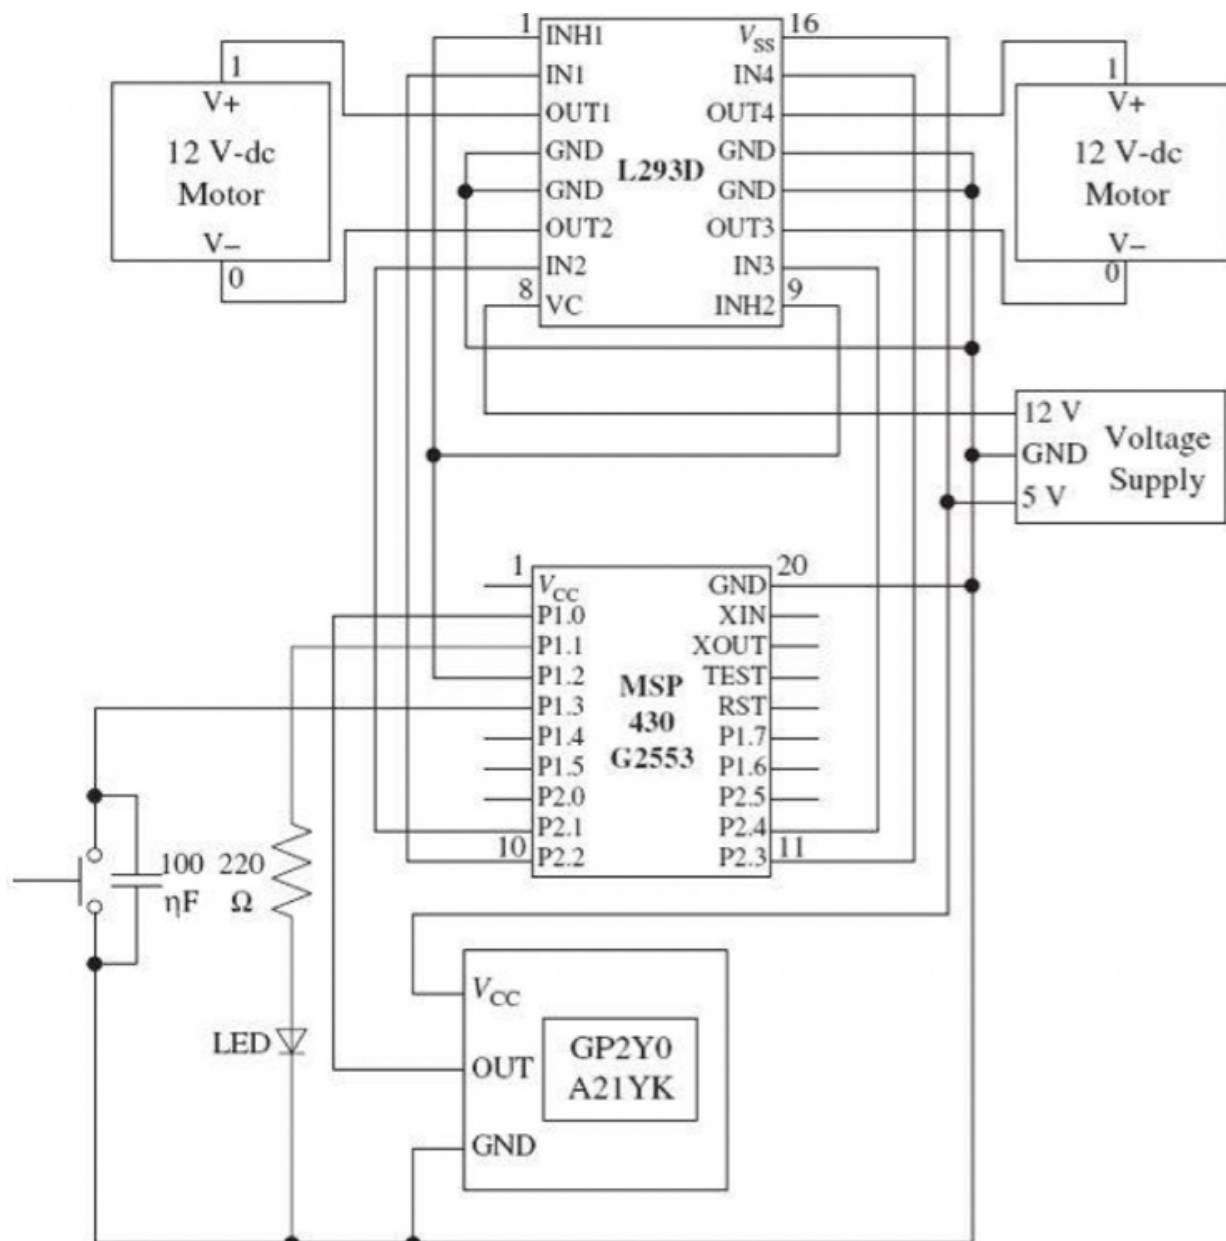 1
INH1
IN1
OUT1
GND
GND
OUT2
IN2
8
VC
L293D
16
VSS
IN4
OUT4
GND
GND
OUT3
IN3
9
INH2
1
V+
12 V-dc
Motor
V−
0
1
V+
12 V-dc
Motor
V−
0
12 V
GND
5 V
Voltage
Supply
1
VCC
P1.0
P1.1
P1.2
P1.3
P1.4
P1.5
P2.0
P2.1
10
P2.2
MSP
430
G2553
20
GND
XIN
XOUT
TEST
RST
P1.7
P1.6
P2.5
P2.4
11
P2.3
100
ηF
220
Ω
LED
VCC
OUT
GND
GP2Y0
A21YK